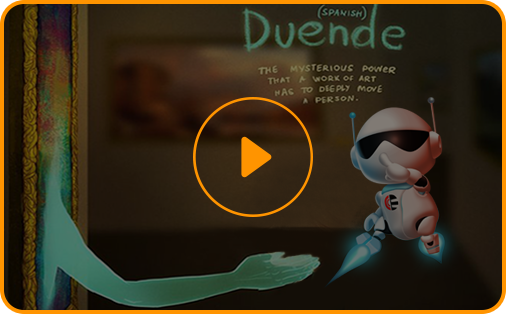 (SPANISH)
Duende
THE MYSTERIOUS POWER
THAT A WORK OF ART
HAS TO DEEPLY MOVE
A PERSON.